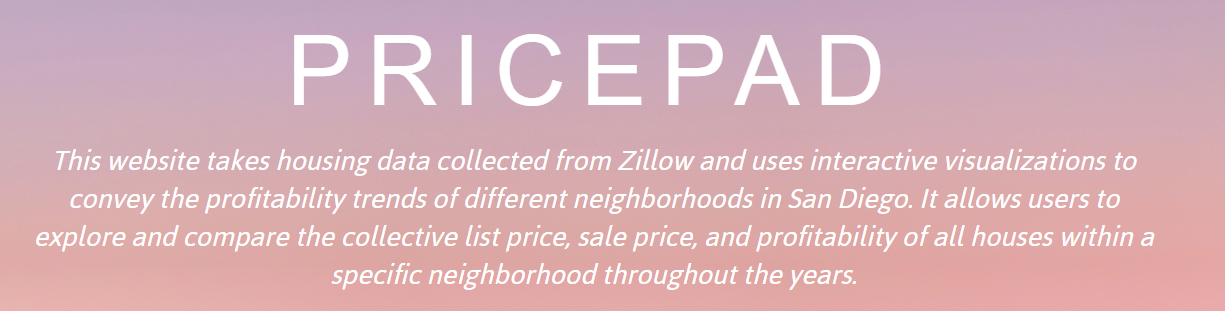 PRICEPAD
This website takes housing data collected from Zillow and uses interactive visualizations to
convey the profitability trends of different neighborhoods in San Diego. It allows users to
explore and compare the collective list price, sale price, and profitability of all houses within a
specific neighborhood throughout the years.